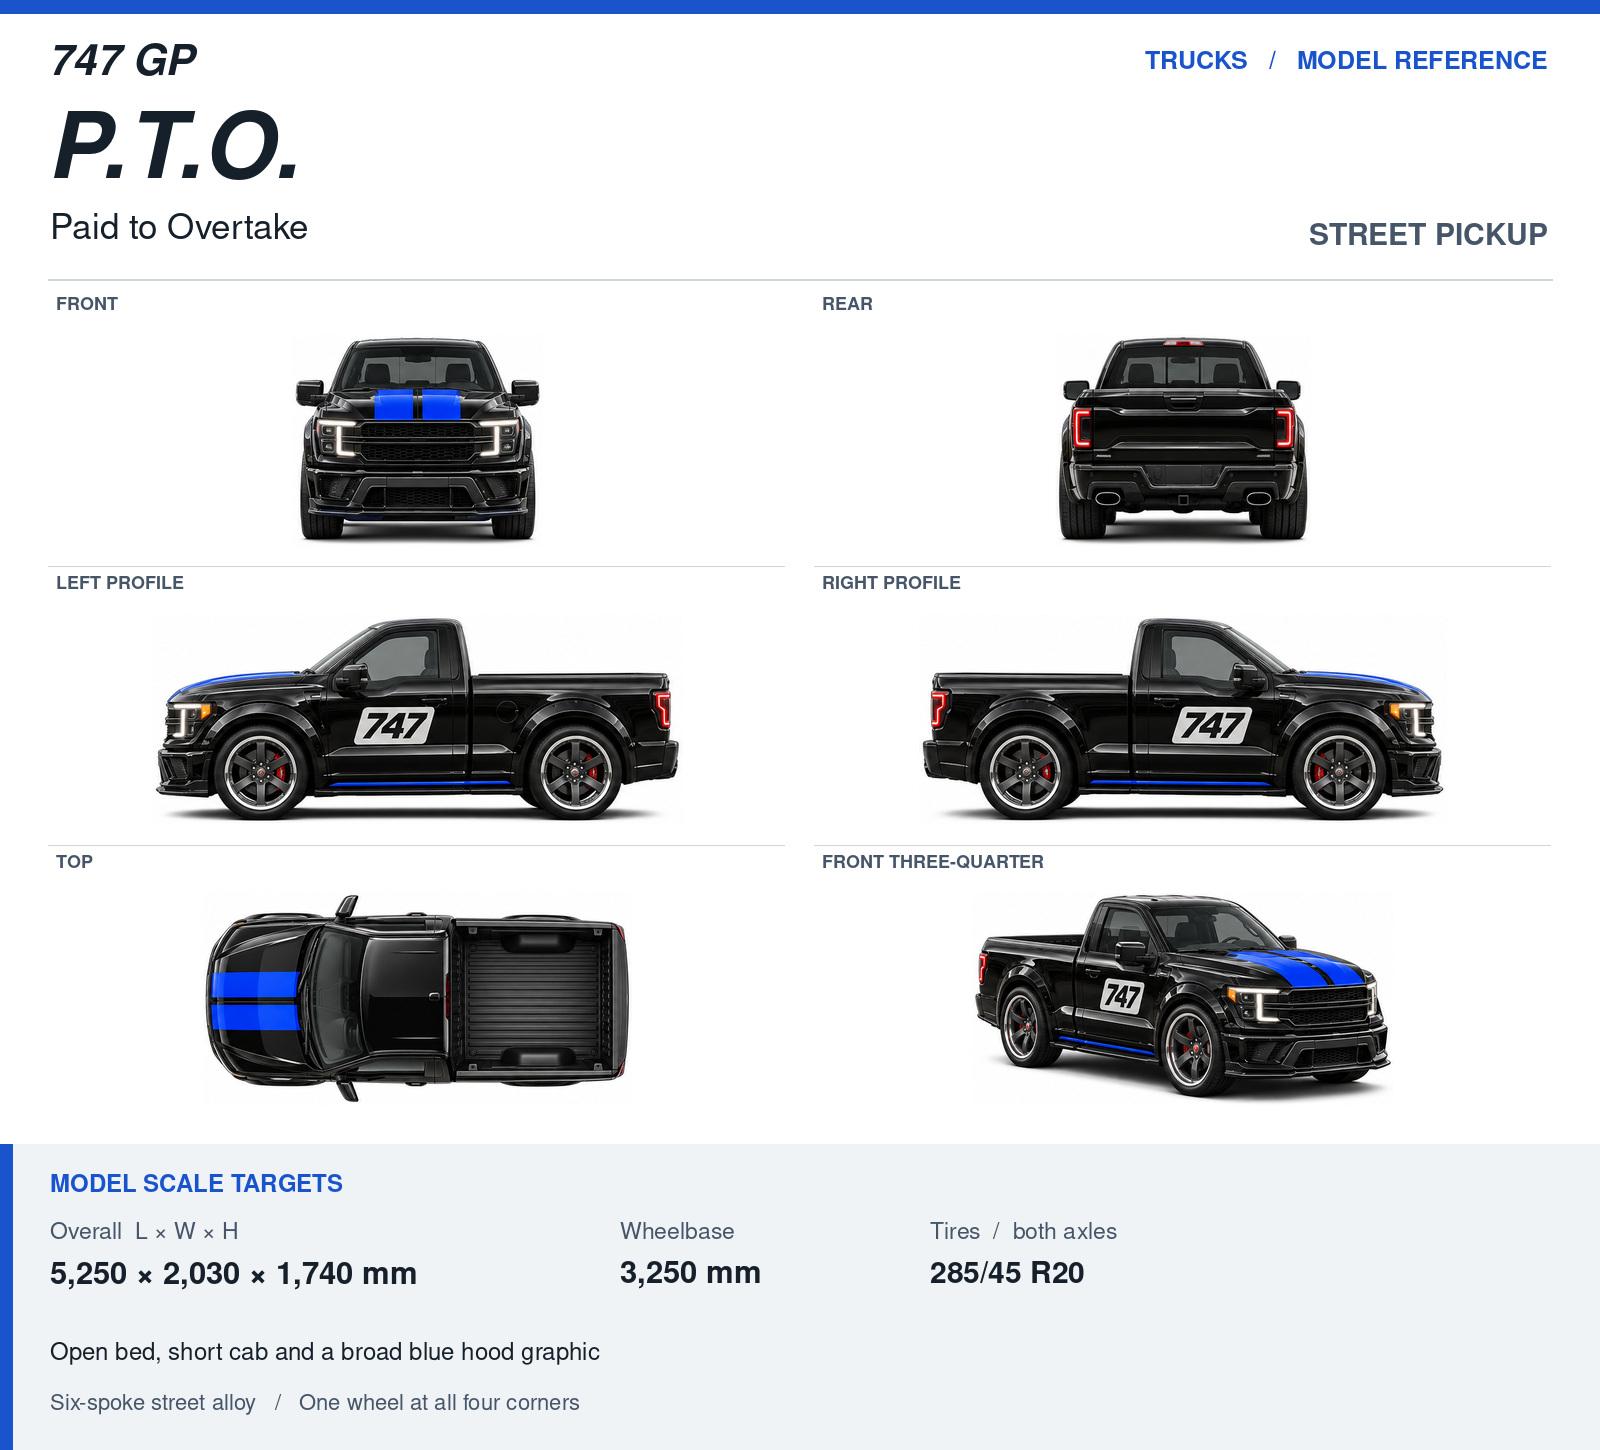 747 GP
TRUCKS / MODEL REFERENCE
P.T.O.
Paid to Overtake
STREET PICKUP
FRONT
REAR
LEFT PROFILE
RIGHT PROFILE
747
747
TOP
FRONT THREE-QUARTER
747
MODEL SCALE TARGETS
Overall L × W × H
Wheelbase
Tires / both axles
5,250 × 2,030 × 1,740 mm
3,250 mm
285/45 R20
Open bed, short cab and a broad blue hood graphic
Six-spoke street alloy / One wheel at all four corners